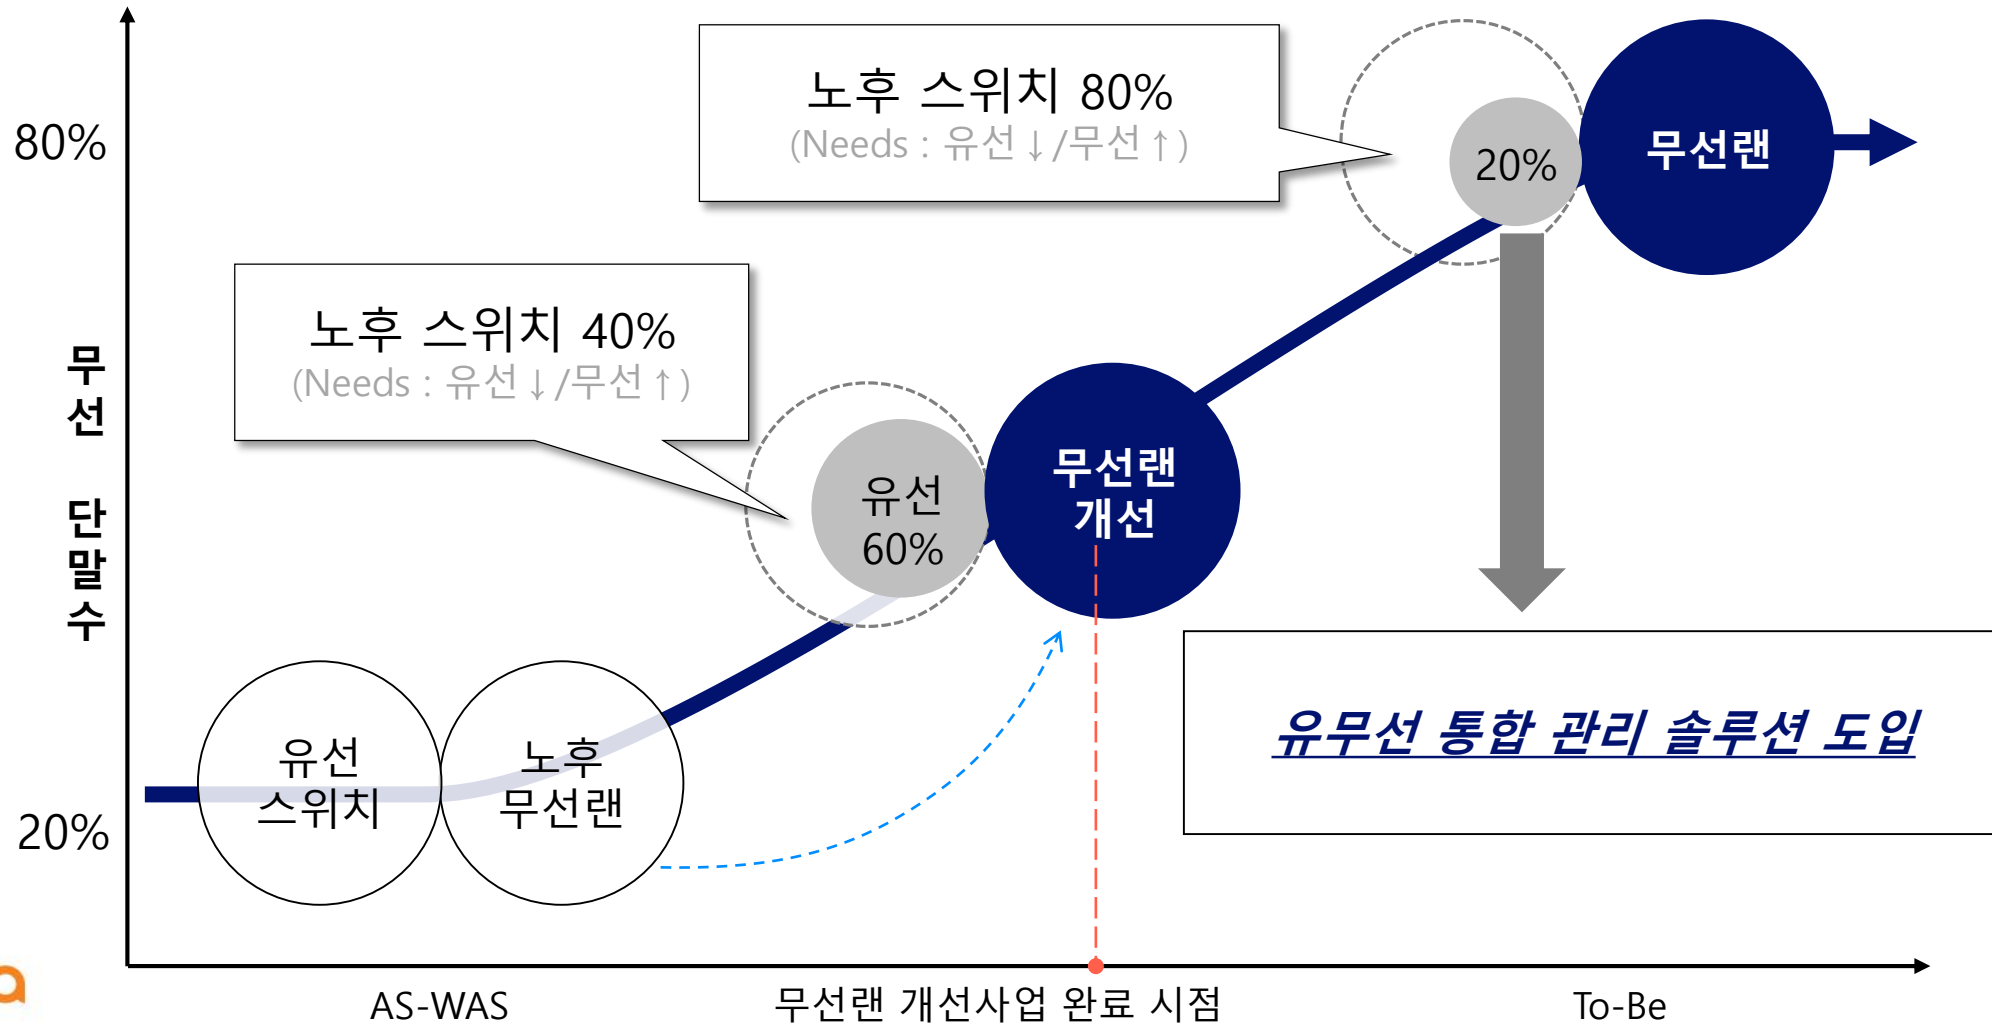 노후 스위치 80%
(Needs : 유선↓/무선↑)
80%
20%
무선랜
노후 스위치 40%
(Needs : 유선↓/무선↑)
무선 단말수
유선
60%
무선랜
개선
유선
스위치
노후
무선랜
유무선 통합 관리 솔루션 도입
20%
AS-WAS
무선랜 개선사업 완료 시점
To-Be